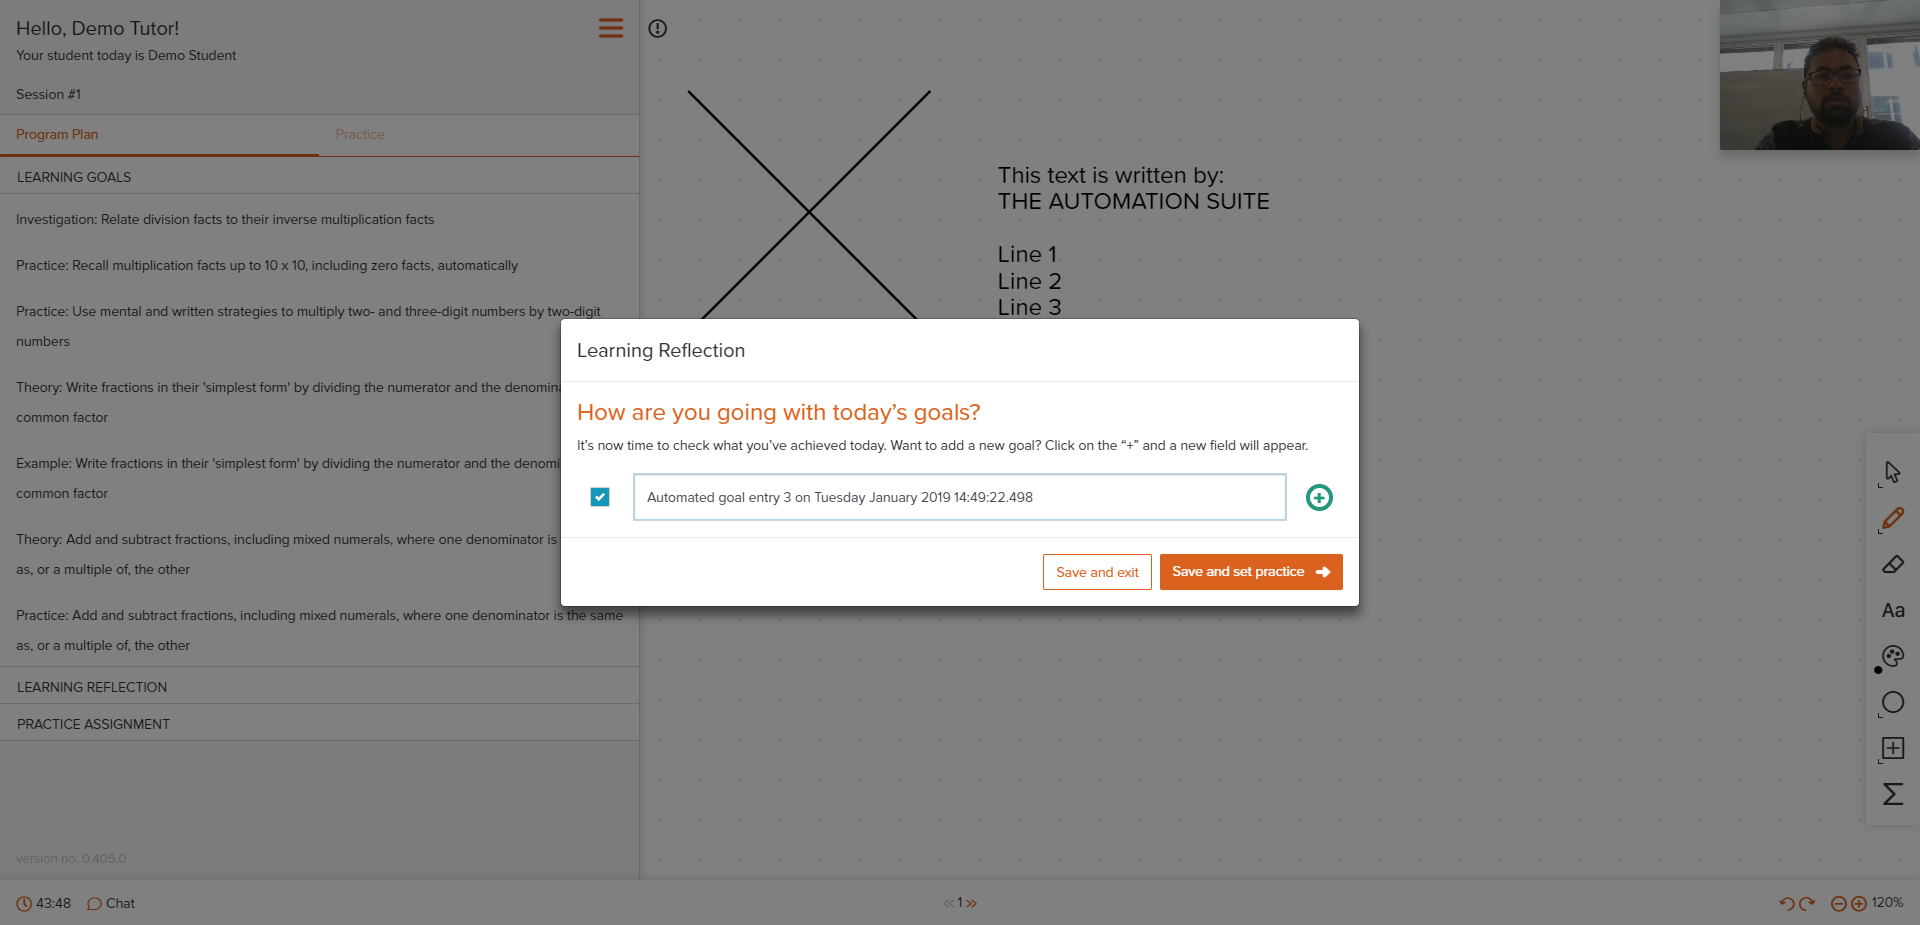 Hello, Demo Tutor!
Your student today is Demo Student
Session #1
Program Plan
Practice
LEARNING GOALS
Investigation: Relate division facts to their inverse multiplication facts
Practice: Recall multiplication facts up to 10 x 10, including zero facts, automatically
Practice: Use mental and written strategies to multiply two- and three-digit numbers by two-digit
numbers
Theory: Write fractions in their 'simplest form' by dividing the numerator and the
common factor
Example: Write fractions in their 'simplest form' by dividing the numerator and the
common factor
Theory: Add and subtract fractions, including mixed numerals, where one denominator is
as, or a multiple of, the other
Practice: Add and subtract fractions, including mixed numerals, where one denominator is the same
as, or a multiple of, the other
LEARNING REFLECTION
PRACTICE ASSIGNMENT
version no. 0.405.0
This text is written by:
THE AUTOMATION SUITE
Line 1
Line 2
Line 3
Learning Reflection
How are you going with today’s goals?
It’s now time to check what you’ve achieved today. Want to add a new goal? Click on the “+” and a new field will appear.
Automated goal entry 3 on Tuesday January 2019 14:49:22.498
Save and exit
Save and set practice
Aa
43:48
Chat
1
120%